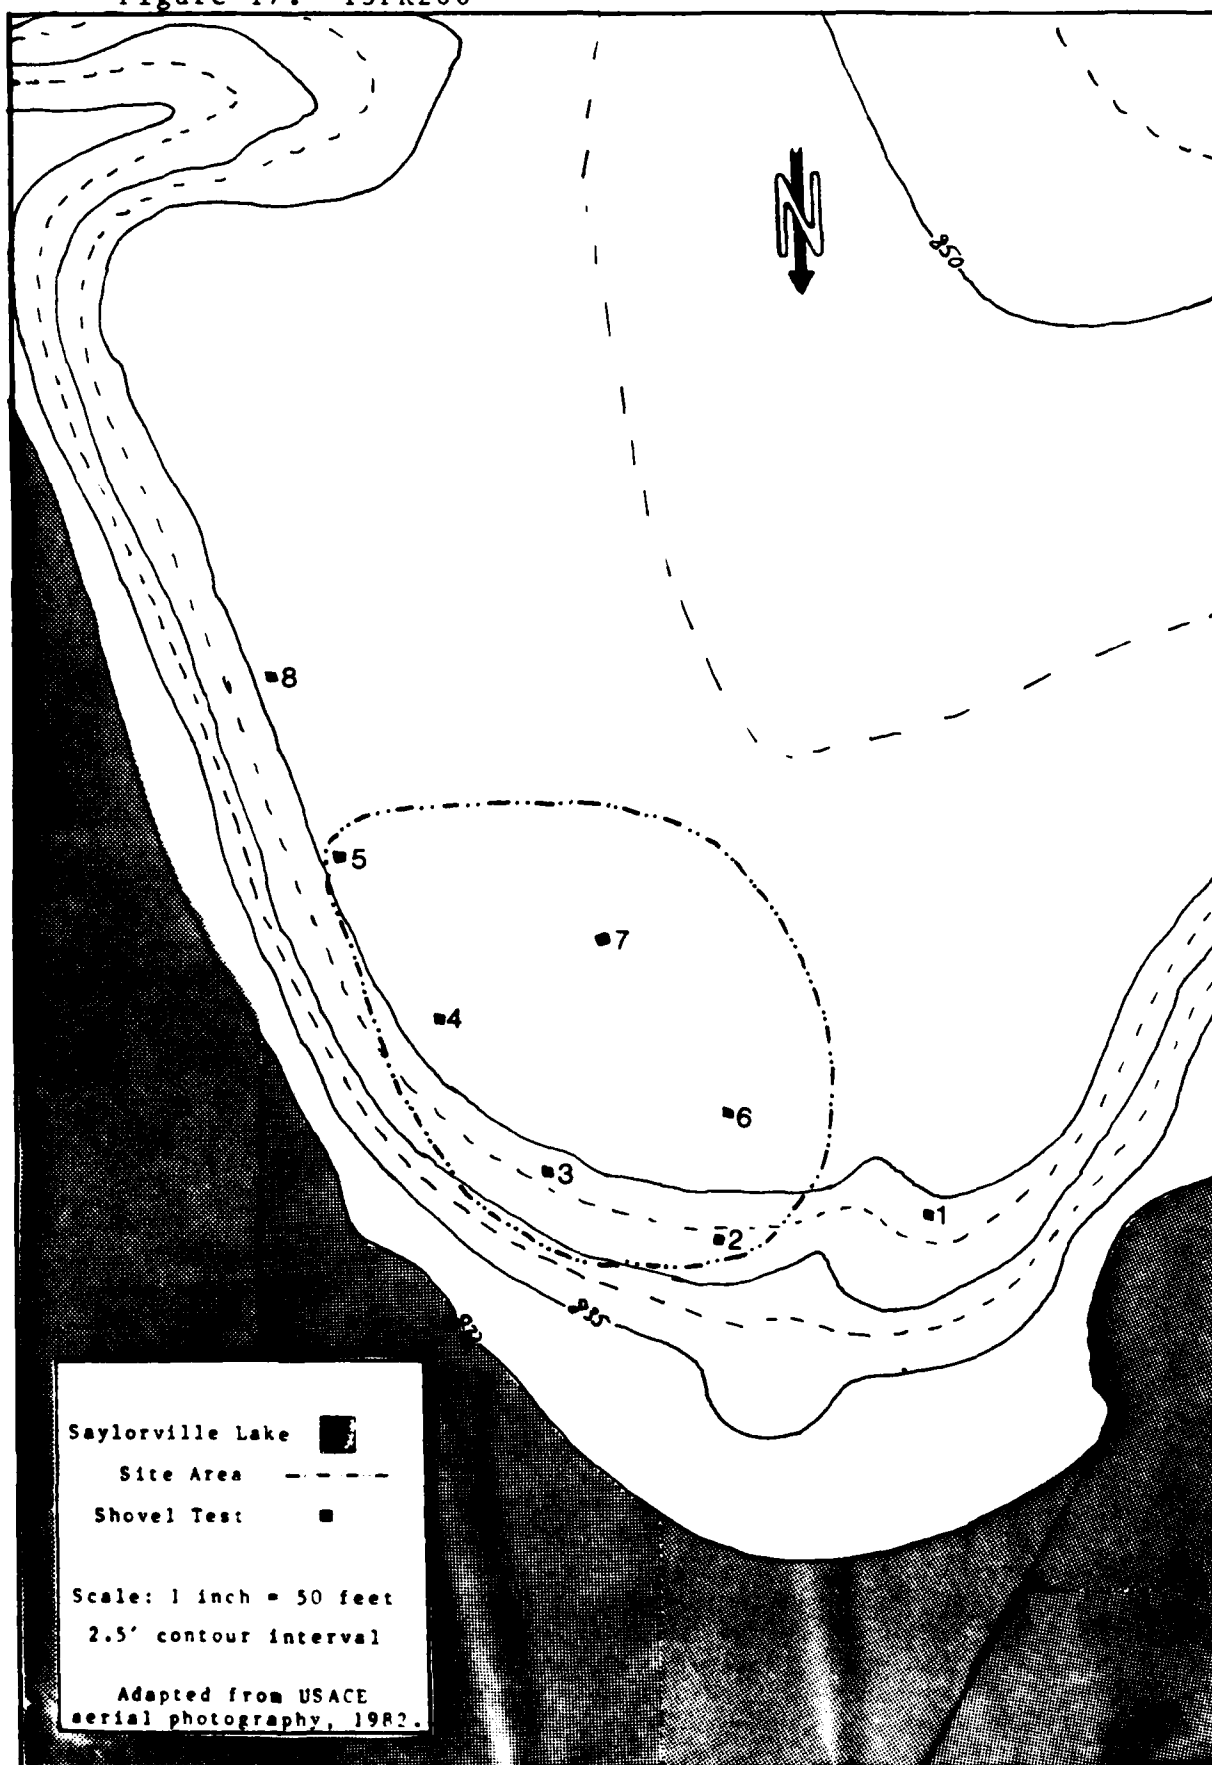 850
N
8
5
7
4
6
3
1
2
835
Saylorville Lake
Site Area
Shovel Test
Scale: 1 inch = 50 feet
2.5' contour interval
Adapted from USACE
aerial photography, 1982.